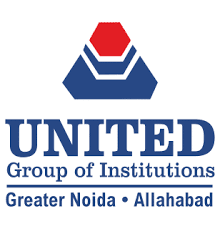 UNITED
Group of Institutions
Greater Noida • Allahabad